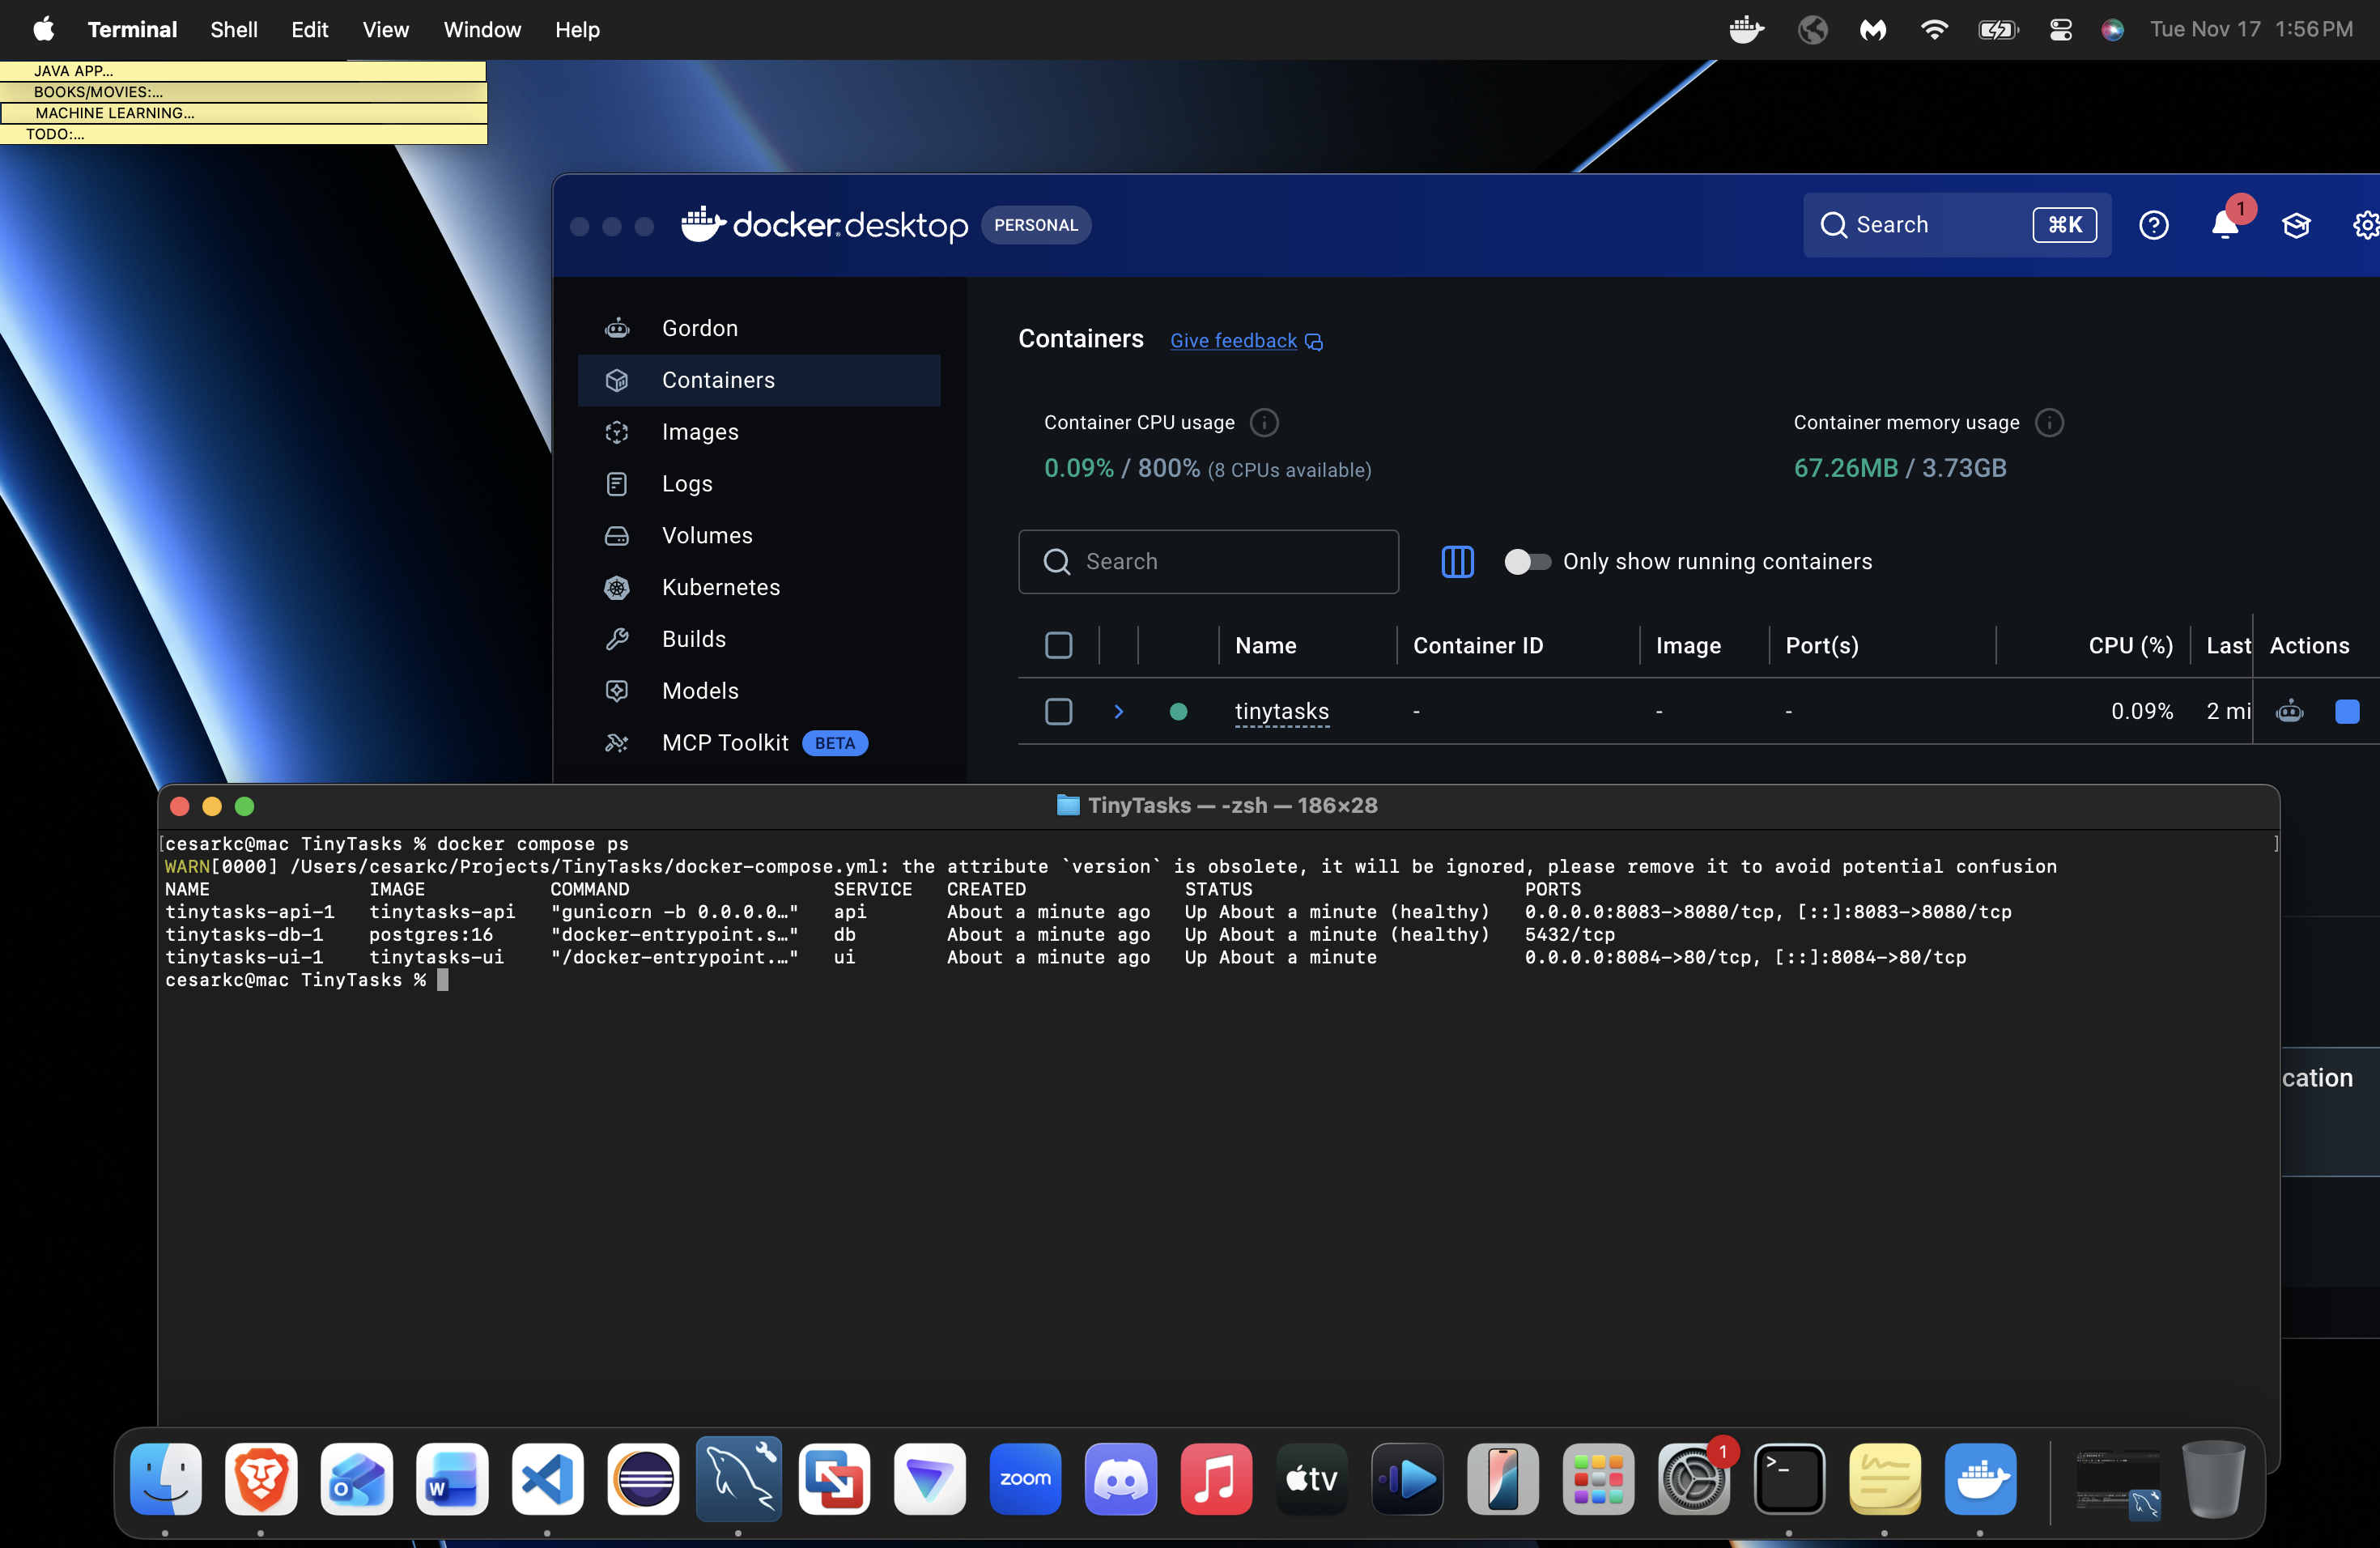 Terminal Shell Edit View Window Help Tue Nov 17 1:56 PM
JAVA APP...
BOOKS/MOVIES:...
MACHINE LEARNING...
TODO:...
docker desktop PERSONAL Search ⌘K 1
Gordon
Containers
Images
Logs
Volumes
Kubernetes
Builds
Models
MCP Toolkit BETA
Containers Give feedback
Container CPU usage
0.09% / 800% (8 CPUs available)
Container memory usage
67.26MB / 3.73GB
Search Only show running containers
Name Container ID Image Port(s) CPU (%) Last Actions
tinytasks - - - 0.09% 2 mi
cation
TinyTasks — -zsh — 186×28
[cesarkc@mac TinyTasks % docker compose ps ]
WARN[0000] /Users/cesarkc/Projects/TinyTasks/docker-compose.yml: the attribute `version` is obsolete, it will be ignored, please remove it to avoid potential confusion
NAME IMAGE COMMAND SERVICE CREATED STATUS PORTS
tinytasks-api-1 tinytasks-api "gunicorn -b 0.0.0.0…" api About a minute ago Up About a minute (healthy) 0.0.0.0:8083->8080/tcp, [::]:8083->8080/tcp
tinytasks-db-1 postgres:16 "docker-entrypoint.s…" db About a minute ago Up About a minute (healthy) 5432/tcp
tinytasks-ui-1 tinytasks-ui "/docker-entrypoint.…" ui About a minute ago Up About a minute 0.0.0.0:8084->80/tcp, [::]:8084->80/tcp
cesarkc@mac TinyTasks %
O W zoom tv 1 >_